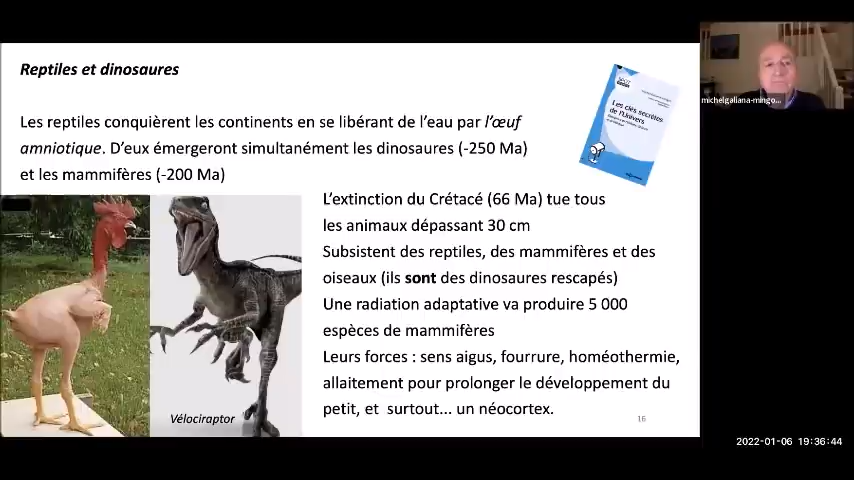 Reptiles et dinosaures
Les clés secrètes
de l'Univers
michelgaliana-mingo...
Les reptiles conquièrent les continents en se libérant de l'eau par l'œuf
amniotique. D'eux émergeront simultanément les dinosaures (-250 Ma)
et les mammifères (-200 Ma)
L'extinction du Crétacé (66 Ma) tue tous
les animaux dépassant 30 cm
Subsistent des reptiles, des mammifères et des
oiseaux (ils sont des dinosaures rescapés)
Une radiation adaptative va produire 5 000
espèces de mammifères
Leurs forces : sens aigus, fourrure, homéothermie,
allaitement pour prolonger le développement du
petit, et surtout... un néocortex.
Vélociraptor
16
2022-01-06 19:36:44